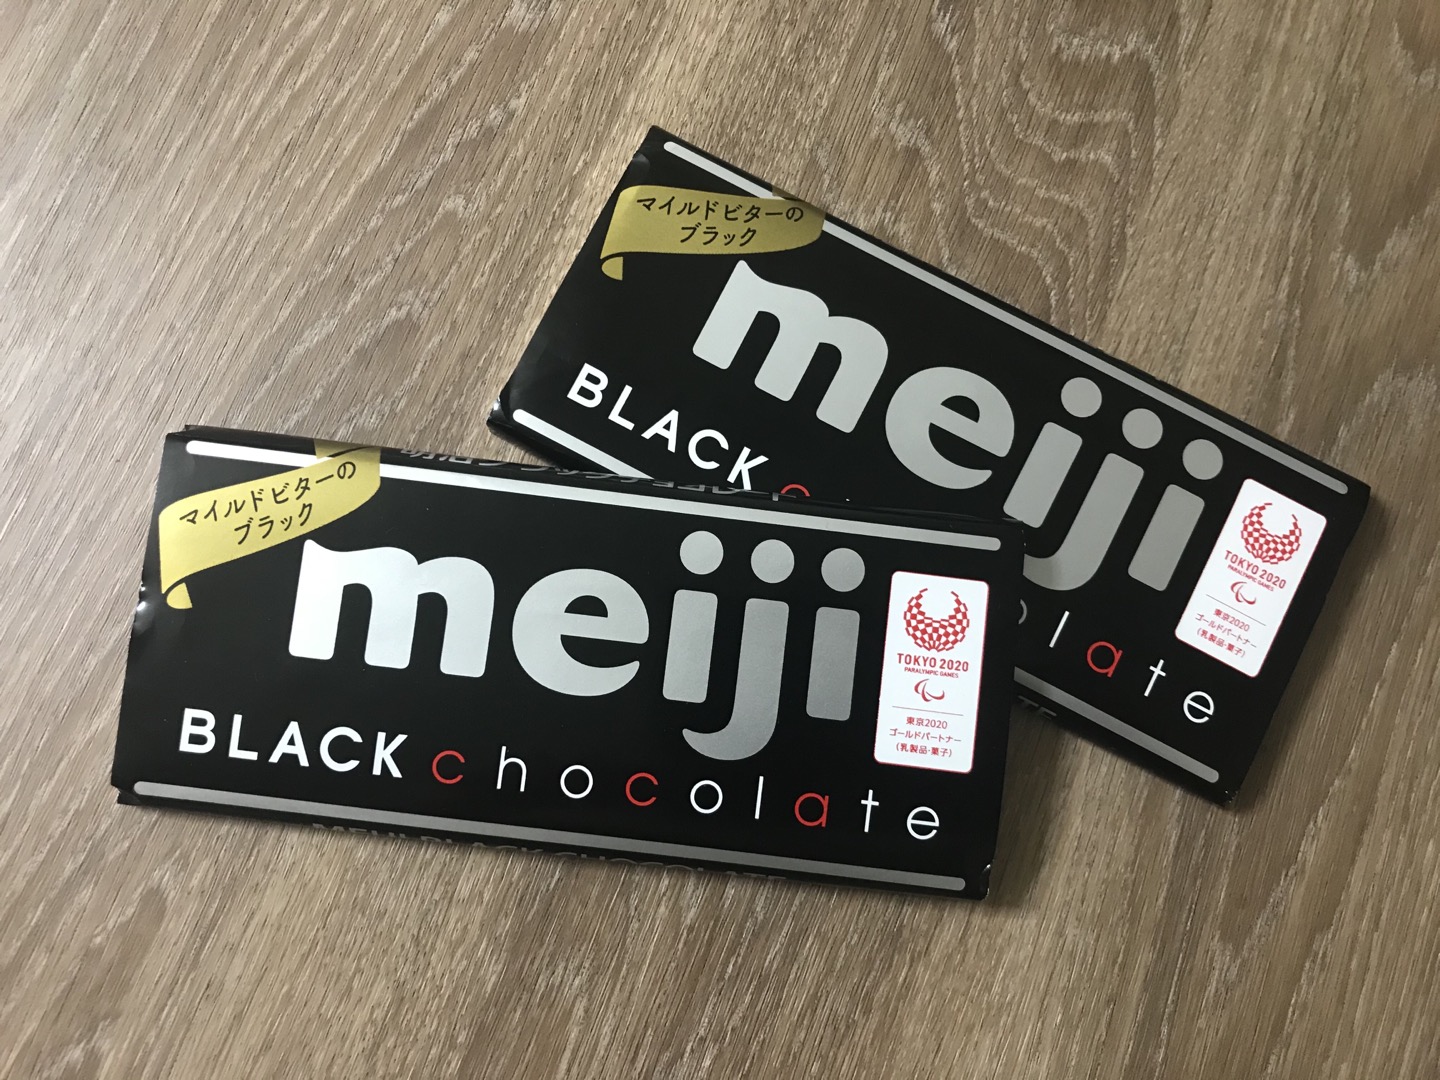 マイルドビターの
ブラック
meiji
BLACK
TOKYO 2020
PARALYMPIC GAMES
東京2020
ゴールドパートナー
(乳製品・菓子)
マイルドビターの
ブラック
meiji
BLACK chocolate
TOKYO 2020
PARALYMPIC GAMES
東京2020
ゴールドパートナー
(乳製品・菓子)